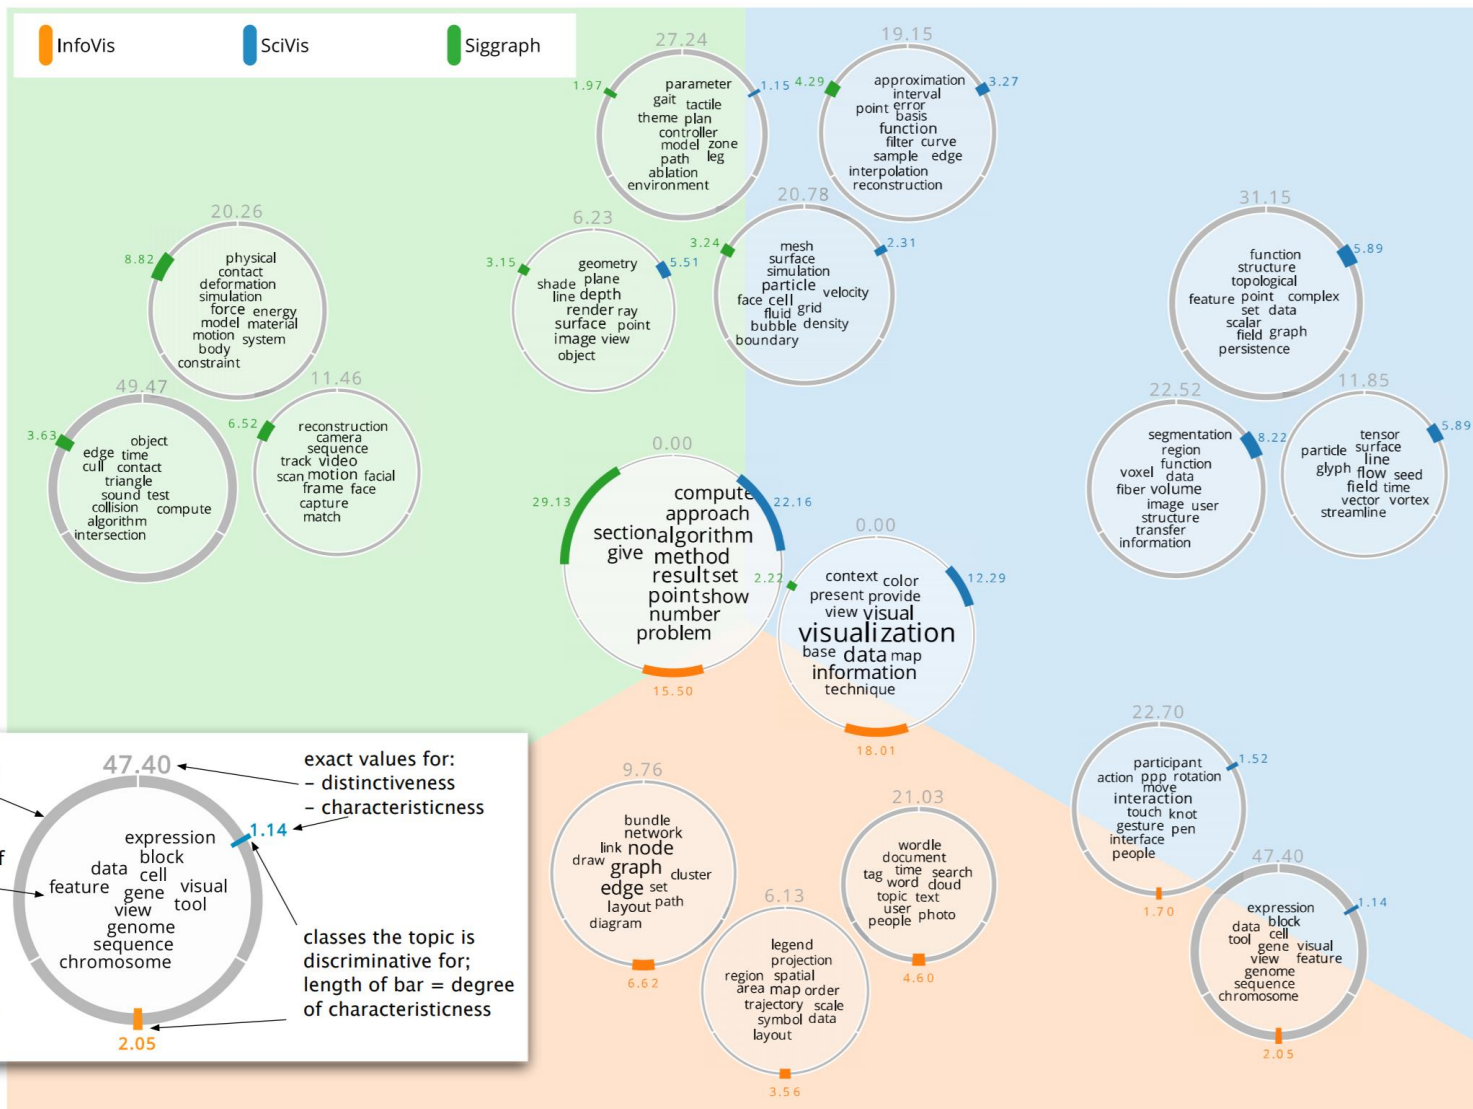 InfoVis
SciVis
Siggraph
27.24
1.97
1.15
parameter
gait tactile
theme plan
controller
model zone
path leg
ablation
environment
19.15
4.29
3.27
approximation
interval
point error
basis
function
filter curve
sample edge
interpolation
reconstruction
20.26
8.82
physical
contact
deformation
simulation
force energy
model material
motion system
body
constraint
6.23
3.15
5.51
geometry
shade plane
line depth
render ray
surface point
image view
object
20.78
3.24
2.31
mesh
surface
simulation
particle
face cell velocity
fluid grid
bubble density
boundary
31.15
5.89
function
structure
topological
feature point complex
set data
scalar
field graph
persistence
49.47
3.63
object
edge time
cull contact
triangle
sound test
collision compute
algorithm
intersection
11.46
6.52
reconstruction
camera
sequence
track video
scan motion facial
frame face
capture
match
22.52
8.22
segmentation
region
function
voxel data
fiber volume
image user
structure
transfer
information
11.85
5.89
tensor
particle surface
line
glyph flow seed
field time
vector vortex
streamline
0.00
29.13
22.16
compute
approach
section algorithm
give method
result set
point show
number
problem
15.50
0.00
2.22
12.29
context color
present provide
view visual
visualization
base data map
information
technique
18.01
9.76
bundle
network
link node
draw graph
cluster
edge set
layout path
diagram
6.62
21.03
wordle
document
tag time search
word cloud
topic text
user
people photo
4.60
6.13
legend
projection
region spatial
area map order
trajectory scale
symbol data
layout
3.56
22.70
1.52
participant
action ppp rotation
move
interaction
touch knot
gesture pen
interface
people
1.70
47.40
1.14
expression
block
data cell
tool gene visual
view feature
genome
sequence
chromosome
2.05
47.40
1.14
expression
block
data cell
feature gene visual
view tool
genome
sequence
chromosome
2.05
exact values for:
– distinctiveness
– characteristicness
classes the topic is
discriminative for;
length of bar = degree
of characteristicness